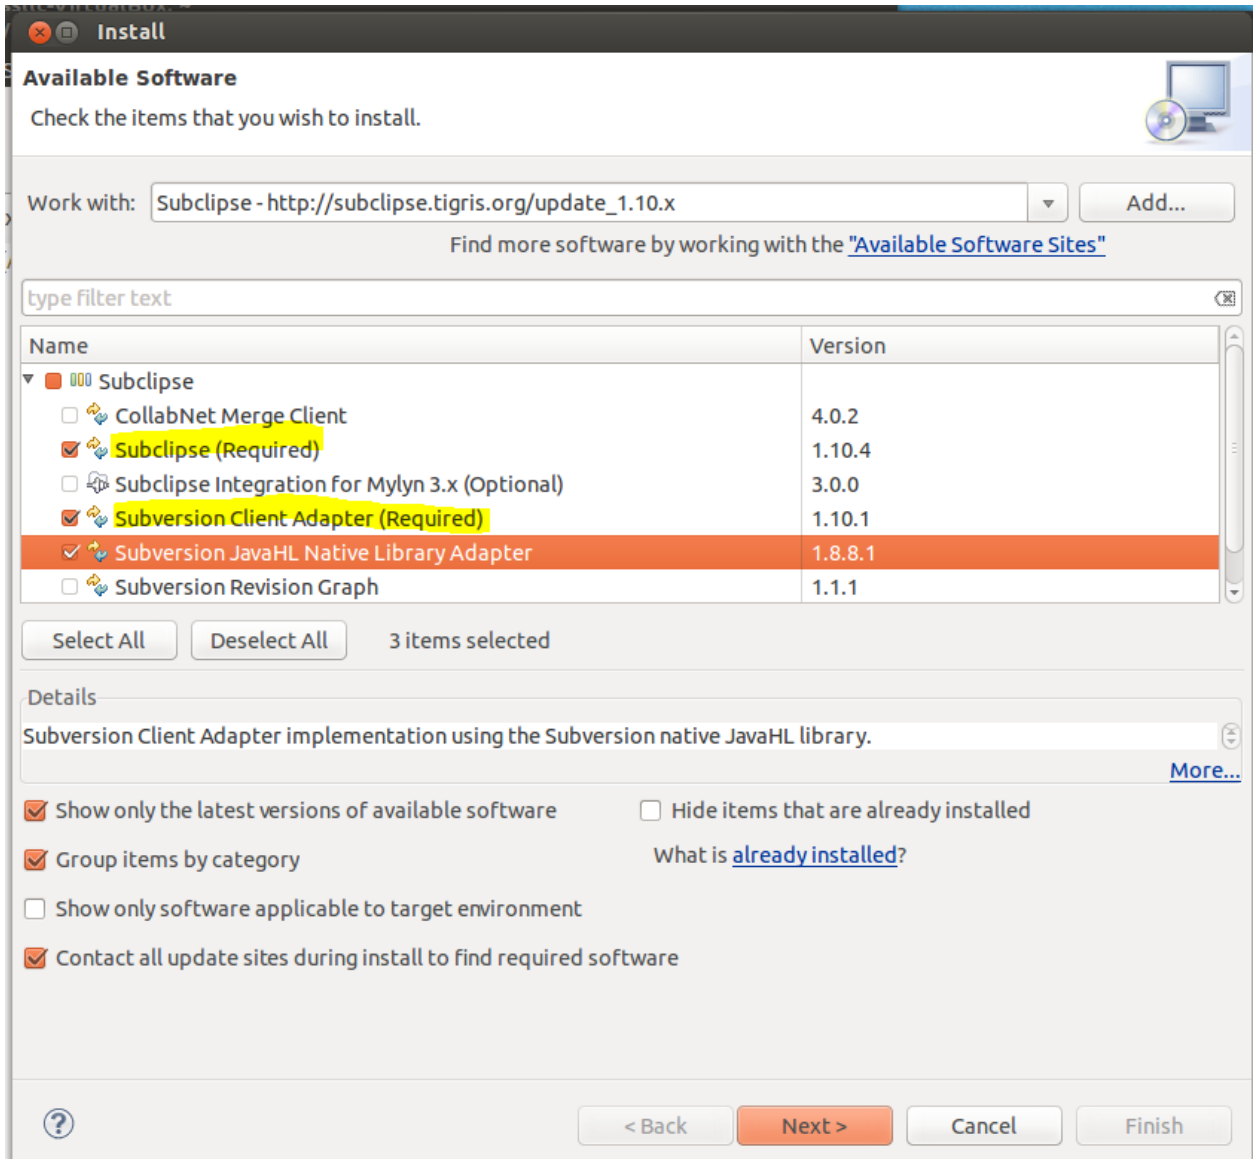 Install
Available Software
Check the items that you wish to install.
Work with: Subclipse - http://subclipse.tigris.org/update_1.10.x Add...
Find more software by working with the "Available Software Sites"
type filter text
Name Version
Subclipse
CollabNet Merge Client 4.0.2
Subclipse (Required) 1.10.4
Subclipse Integration for Mylyn 3.x (Optional) 3.0.0
Subversion Client Adapter (Required) 1.10.1
Subversion JavaHL Native Library Adapter 1.8.8.1
Subversion Revision Graph 1.1.1
Select All Deselect All 3 items selected
Details
Subversion Client Adapter implementation using the Subversion native JavaHL library.
More...
Show only the latest versions of available software Hide items that are already installed
Group items by category What is already installed?
Show only software applicable to target environment
Contact all update sites during install to find required software
? < Back Next > Cancel Finish